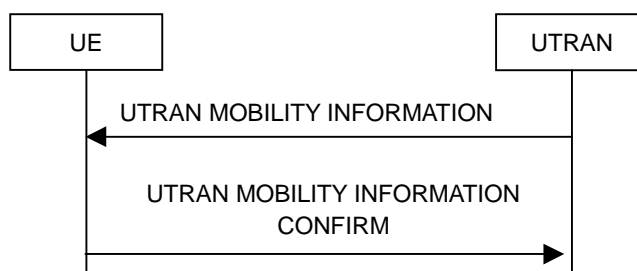 UE
UTRAN
UTRAN MOBILITY INFORMATION
UTRAN MOBILITY INFORMATION
CONFIRM